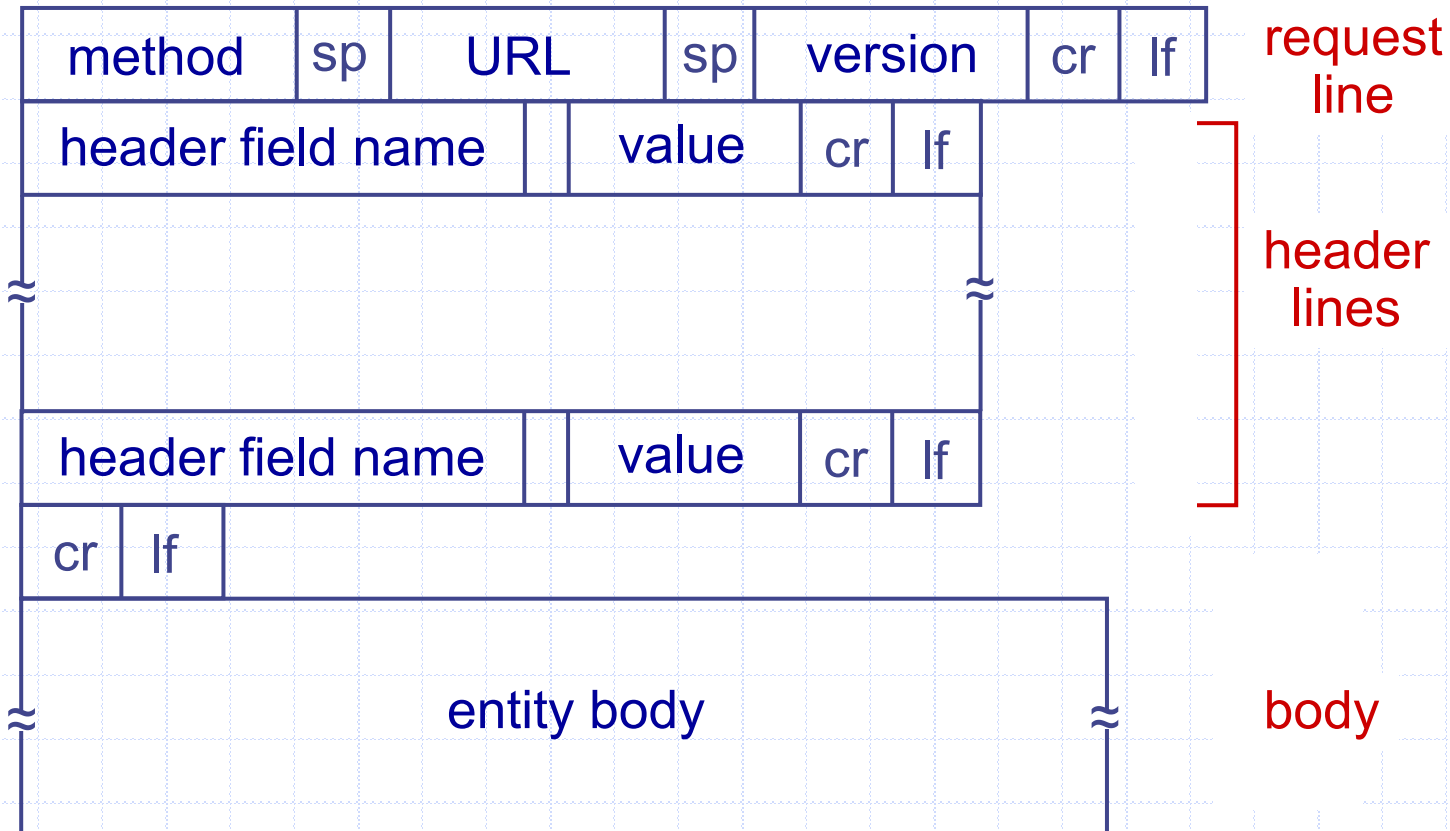 method sp URL sp version cr lf request
line
header field name value cr lf
header
lines
header field name value cr lf
cr lf
entity body body